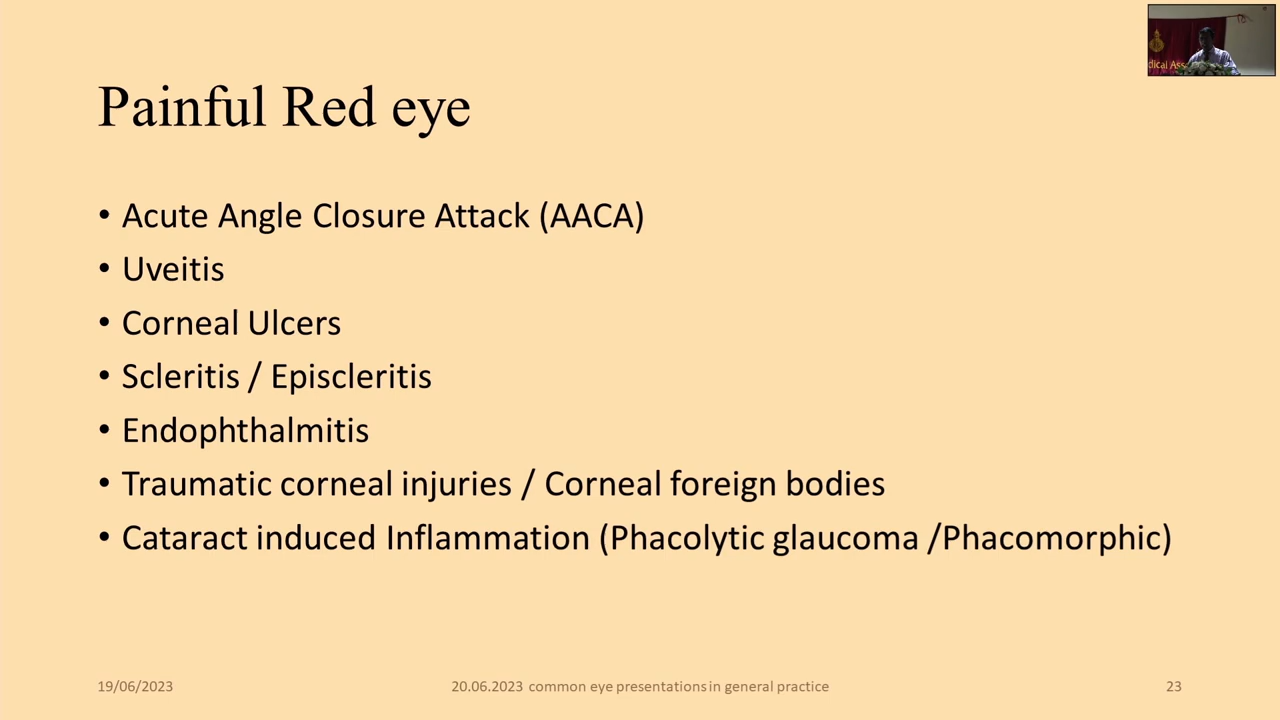 dical Ass
Painful Red eye
• Acute Angle Closure Attack (AACA)
• Uveitis
• Corneal Ulcers
• Scleritis / Episcleritis
• Endophthalmitis
• Traumatic corneal injuries / Corneal foreign bodies
• Cataract induced Inflammation (Phacolytic glaucoma /Phacomorphic)
19/06/2023
20.06.2023 common eye presentations in general practice
23